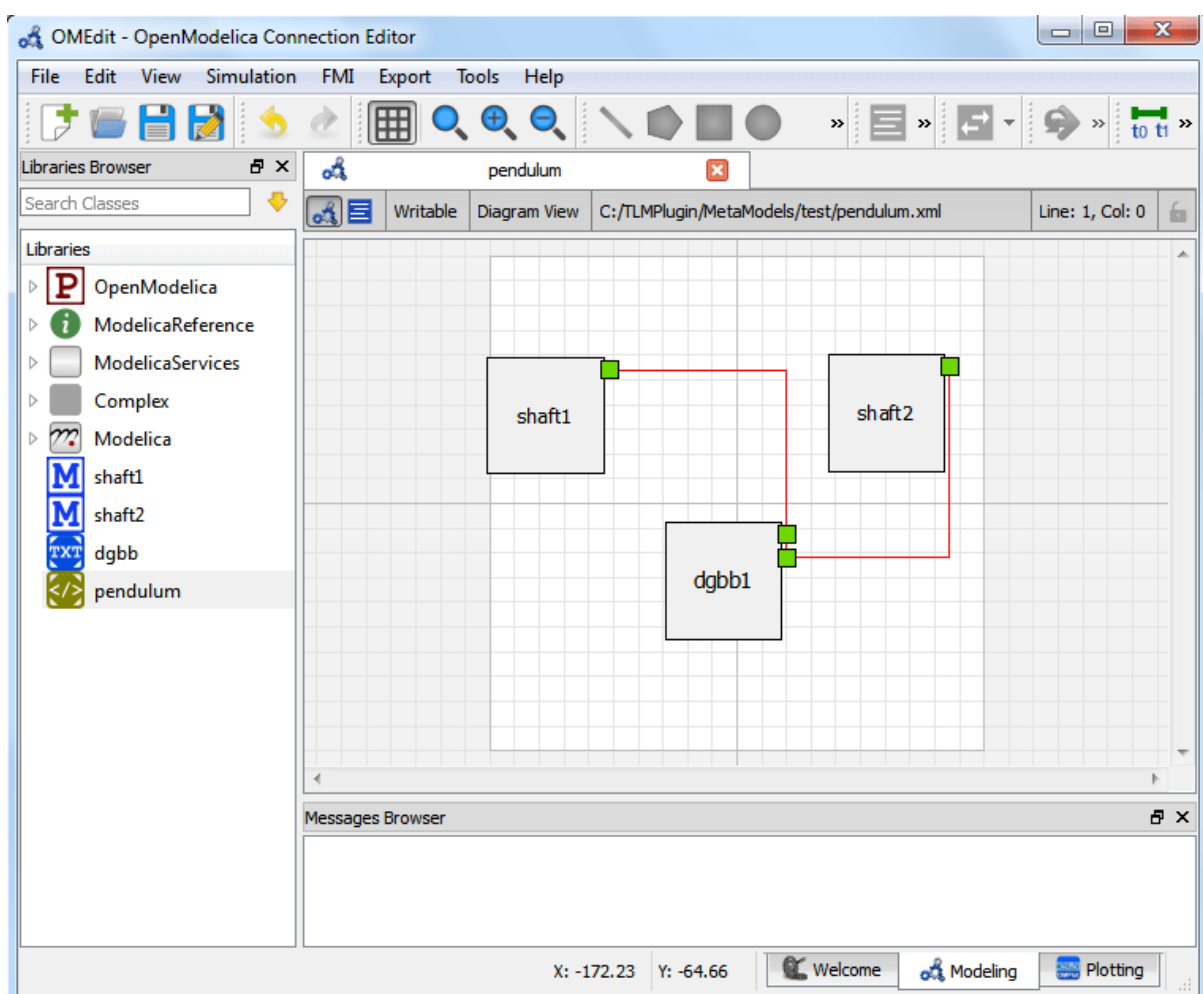 OMEdit - OpenModelica Connection Editor
File Edit View Simulation FMI Export Tools Help
t0 t1
Libraries Browser
pendulum
Search Classes
Writable Diagram View C:/TLMPlugin/MetaModels/test/pendulum.xml Line: 1, Col: 0
Libraries
P OpenModelica
i ModelicaReference
ModelicaServices
Complex
m Modelica
M shaft1
M shaft2
TXT dgbb
</> pendulum
shaft1
shaft2
dgbb1
Messages Browser
X: -172.23 Y: -64.66 Welcome Modeling Plotting